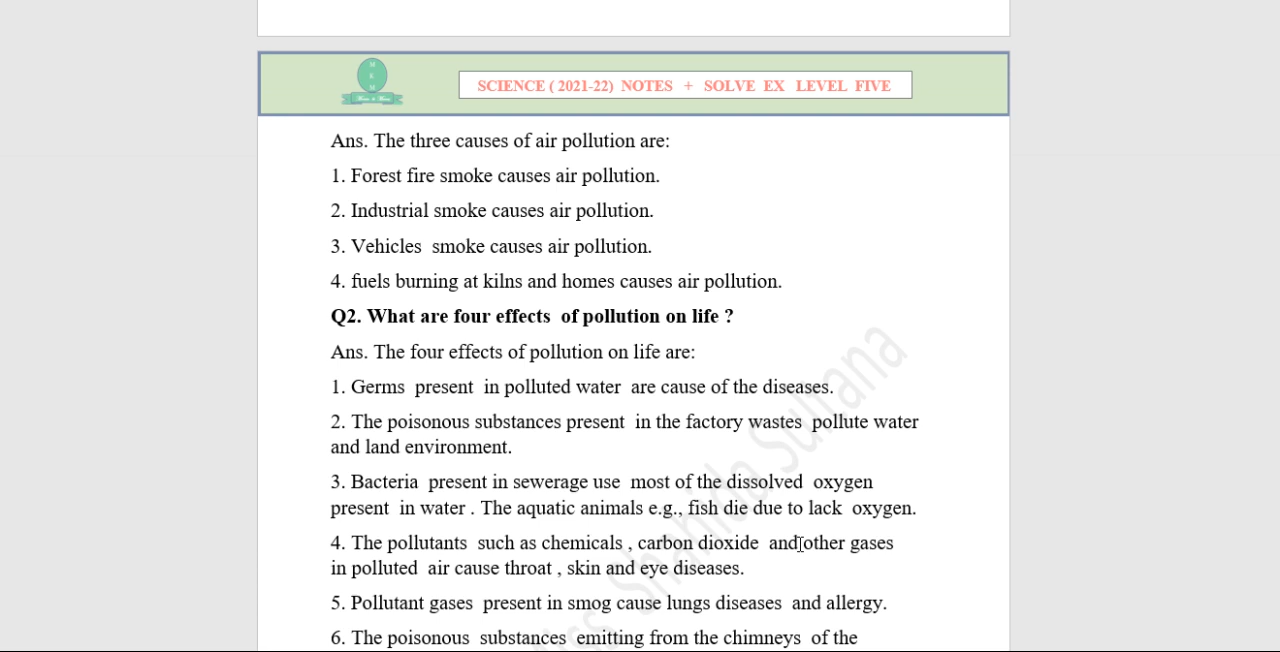 M
K
M
SCIENCE ( 2021-22) NOTES + SOLVE EX LEVEL FIVE
Ans. The three causes of air pollution are:
1. Forest fire smoke causes air pollution.
2. Industrial smoke causes air pollution.
3. Vehicles smoke causes air pollution.
4. fuels burning at kilns and homes causes air pollution.
Q2. What are four effects of pollution on life ?
Ans. The four effects of pollution on life are:
1. Germs present in polluted water are cause of the diseases.
2. The poisonous substances present in the factory wastes pollute water
and land environment.
3. Bacteria present in sewerage use most of the dissolved oxygen
present in water . The aquatic animals e.g., fish die due to lack oxygen.
4. The pollutants such as chemicals , carbon dioxide and other gases
in polluted air cause throat , skin and eye diseases.
5. Pollutant gases present in smog cause lungs diseases and allergy.
6. The poisonous substances emitting from the chimneys of the
Shahida Sultana